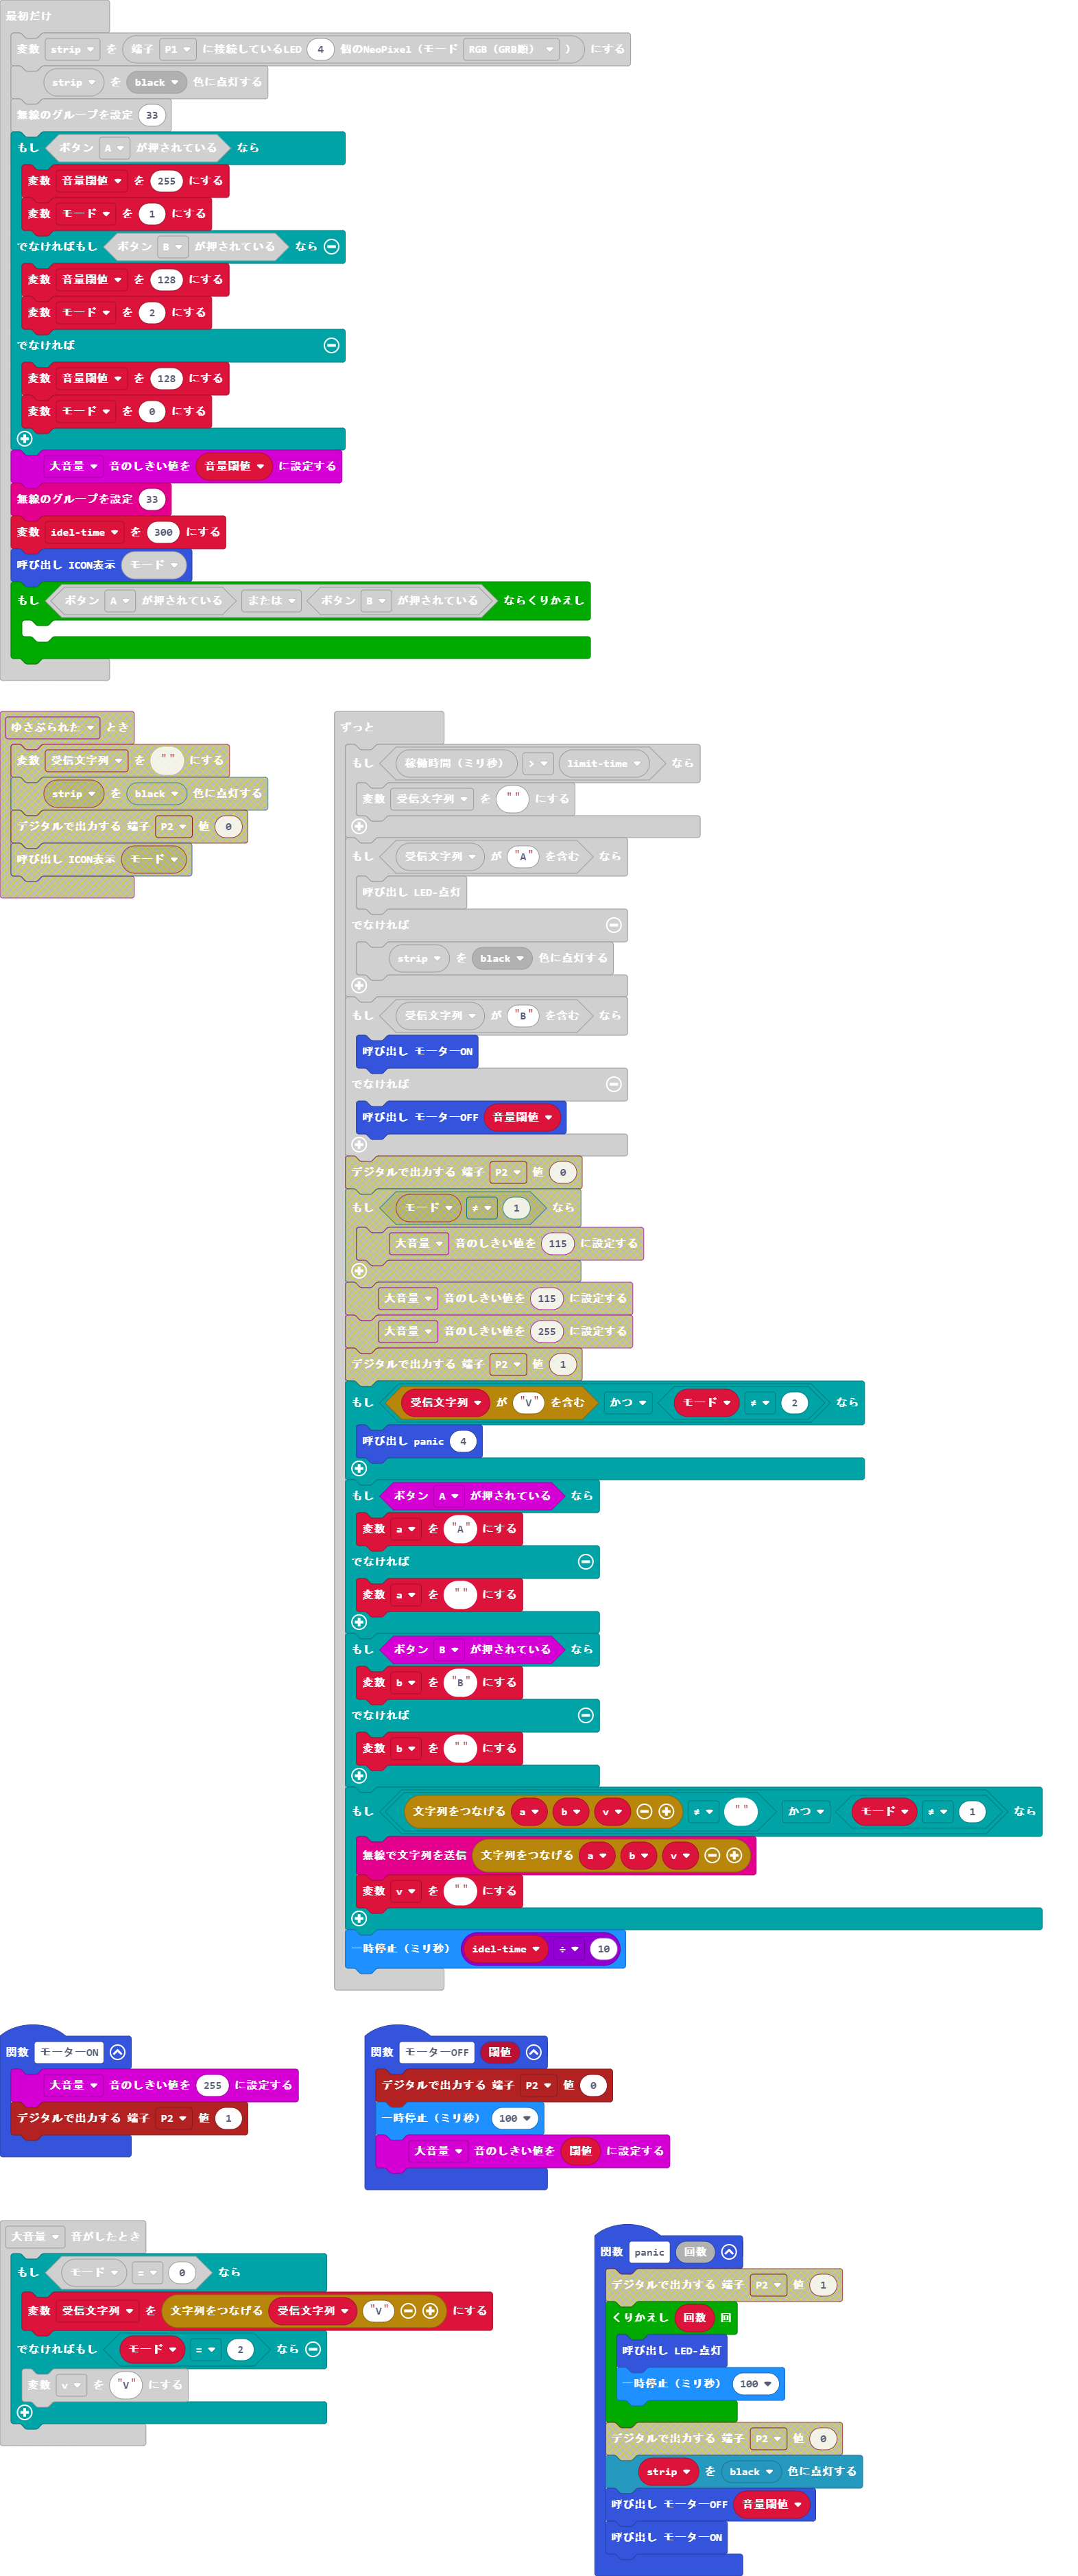 最初だけ
変数 strip を 端子 P1 に接続しているLED 4 個のNeoPixel（モード RGB（GRB順） ） にする
strip を black 色に点灯する
無線のグループを設定 33
もし ボタン A が押されている なら
変数 音量閾値 を 255 にする
変数 モード を 1 にする
でなければもし ボタン B が押されている なら
変数 音量閾値 を 128 にする
変数 モード を 2 にする
でなければ
変数 音量閾値 を 128 にする
変数 モード を 0 にする
大音量 音のしきい値を 音量閾値 に設定する
無線のグループを設定 33
変数 idel-time を 300 にする
呼び出し ICON表示 モード
もし ボタン A が押されている または ボタン B が押されている ならくりかえし
ゆさぶられた とき
変数 受信文字列 を "" にする
strip を black 色に点灯する
デジタルで出力する 端子 P2 値 0
呼び出し ICON表示 モード
ずっと
もし 稼働時間（ミリ秒） > limit-time なら
変数 受信文字列 を "" にする
もし 受信文字列 が "A" を含む なら
呼び出し LED-点灯
でなければ
strip を black 色に点灯する
もし 受信文字列 が "B" を含む なら
呼び出し モーターON
でなければ
呼び出し モーターOFF 音量閾値
デジタルで出力する 端子 P2 値 0
もし モード ≠ 1 なら
大音量 音のしきい値を 115 に設定する
大音量 音のしきい値を 115 に設定する
大音量 音のしきい値を 255 に設定する
デジタルで出力する 端子 P2 値 1
もし 受信文字列 が "V" を含む かつ モード ≠ 2 なら
呼び出し panic 4
もし ボタン A が押されている なら
変数 a を "A" にする
でなければ
変数 a を "" にする
もし ボタン B が押されている なら
変数 b を "B" にする
でなければ
変数 b を "" にする
もし 文字列をつなげる a b v ≠ "" かつ モード ≠ 1 なら
無線で文字列を送信 文字列をつなげる a b v
変数 v を "" にする
一時停止（ミリ秒） idel-time ÷ 10
関数 モーターON
大音量 音のしきい値を 255 に設定する
デジタルで出力する 端子 P2 値 1
関数 モーターOFF 閾値
デジタルで出力する 端子 P2 値 0
一時停止（ミリ秒） 100
大音量 音のしきい値を 閾値 に設定する
大音量 音がしたとき
もし モード = 0 なら
変数 受信文字列 を 文字列をつなげる 受信文字列 "V" にする
でなければもし モード = 2 なら
変数 v を "V" にする
関数 panic 回数
デジタルで出力する 端子 P2 値 1
くりかえし 回数 回
呼び出し LED-点灯
一時停止（ミリ秒） 100
デジタルで出力する 端子 P2 値 0
strip を black 色に点灯する
呼び出し モーターOFF 音量閾値
呼び出し モーターON